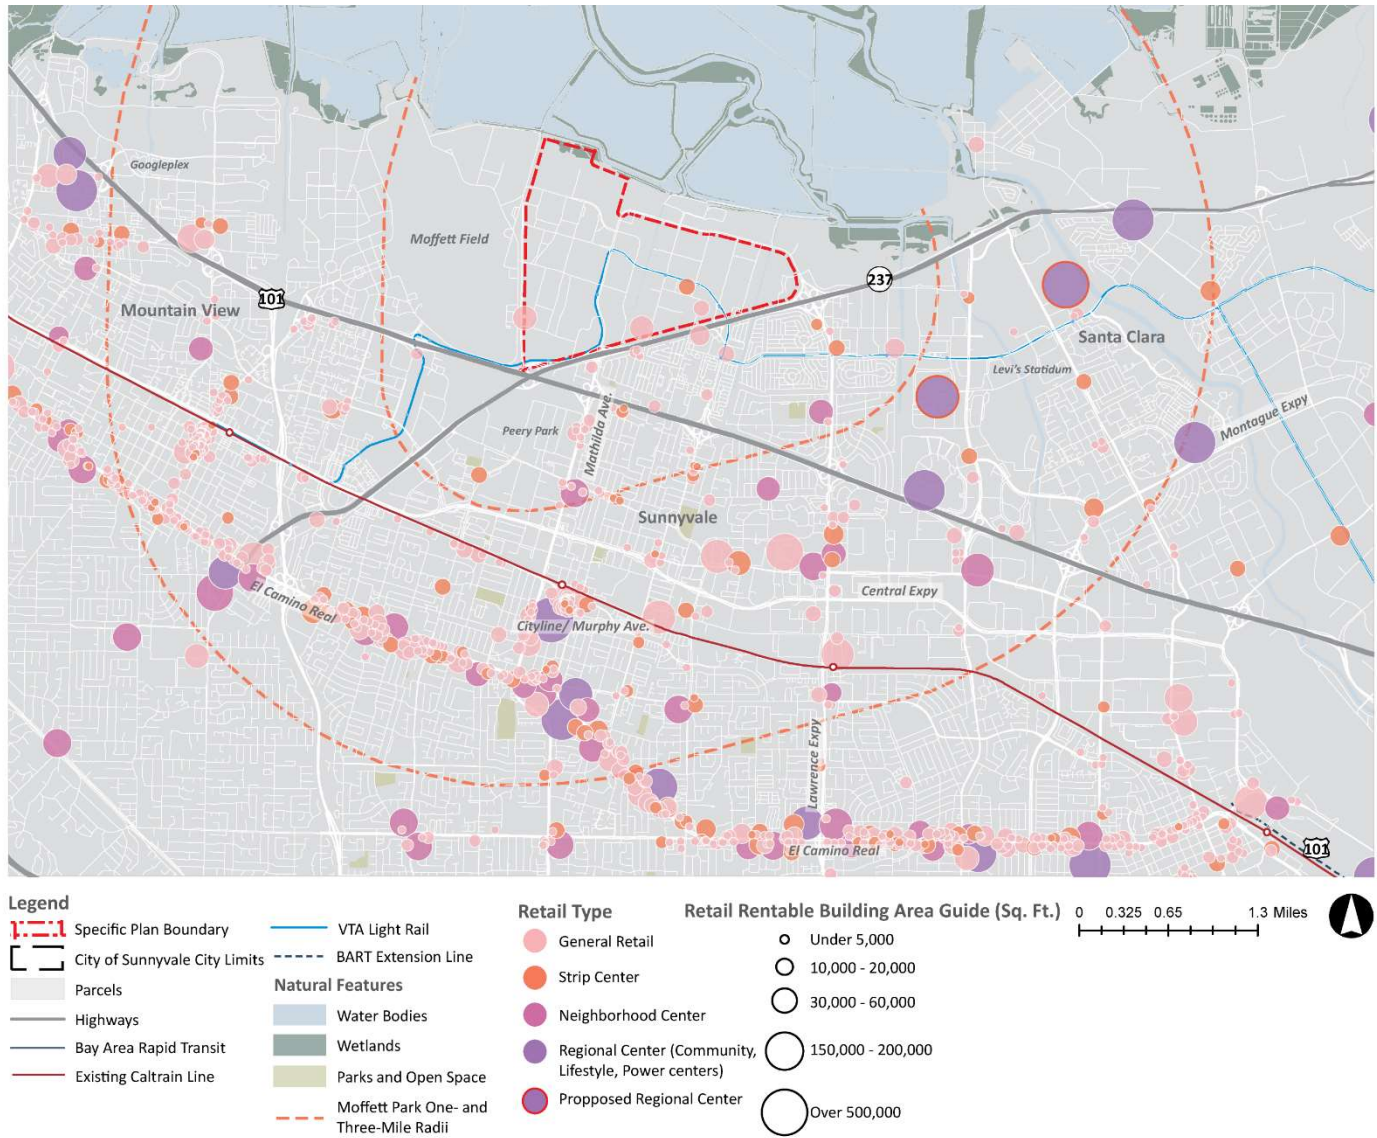 Googleplex
Moffett Field
237
101
Mountain View
Santa Clara
Levi's Statidum
Montague Expy
Peery Park
Mathilda Ave.
Sunnyvale
Central Expy
El Camino Real
Cityline/ Murphy Ave.
Lawrence Expy
El Camino Real
101
Legend
Specific Plan Boundary
City of Sunnyvale City Limits
Parcels
Highways
Bay Area Rapid Transit
Existing Caltrain Line
VTA Light Rail
BART Extension Line
Natural Features
Water Bodies
Wetlands
Parks and Open Space
Moffett Park One- and
Three-Mile Radii
Retail Type
General Retail
Strip Center
Neighborhood Center
Regional Center (Community,
Lifestyle, Power centers)
Propposed Regional Center
Retail Rentable Building Area Guide (Sq. Ft.)
Under 5,000
10,000 - 20,000
30,000 - 60,000
150,000 - 200,000
Over 500,000
0 0.325 0.65 1.3 Miles